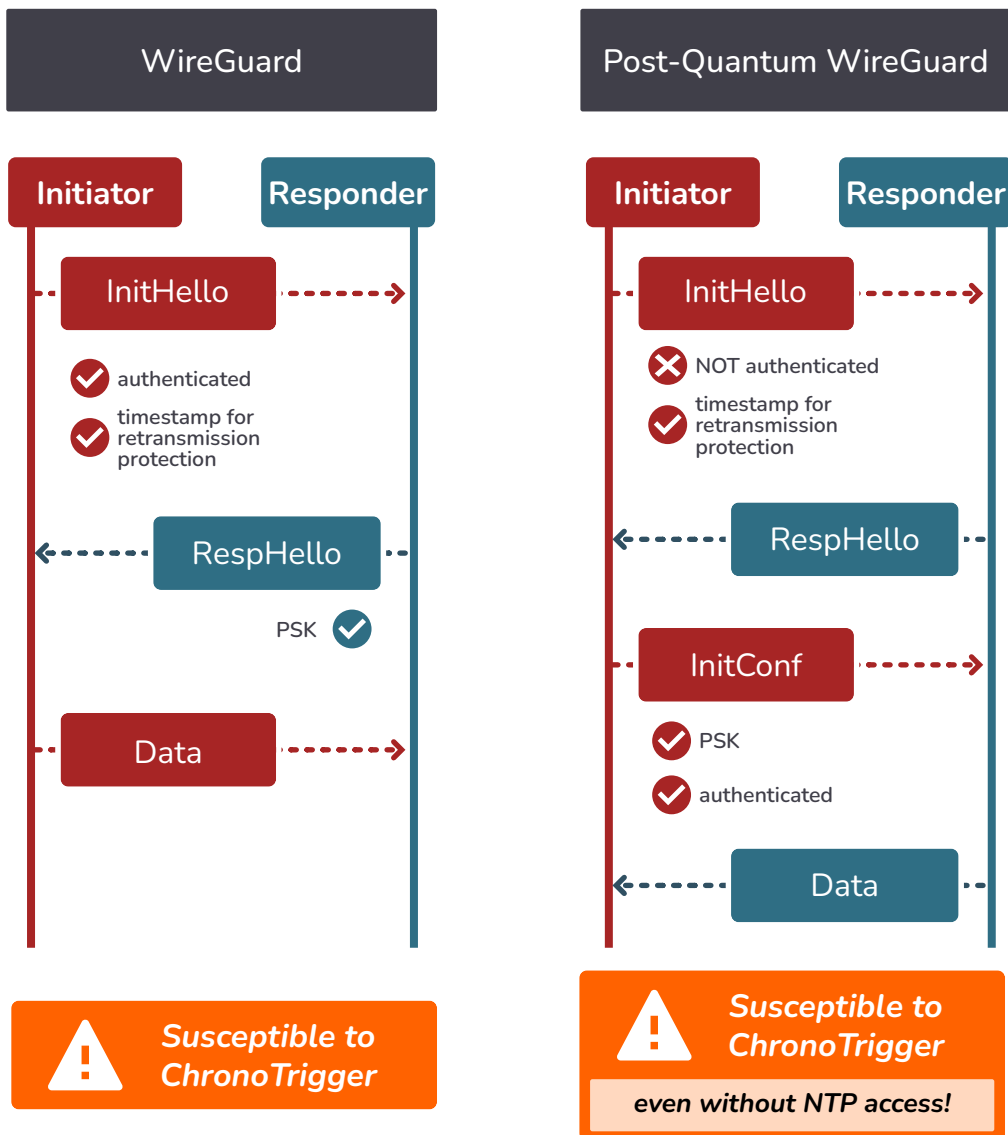 WireGuard
Initiator
Responder
InitHello
authenticated
timestamp for
retransmission
protection
RespHello
PSK
Data
Susceptible to
ChronoTrigger
Post-Quantum WireGuard
Initiator
Responder
InitHello
NOT authenticated
timestamp for
retransmission
protection
RespHello
InitConf
PSK
authenticated
Data
Susceptible to
ChronoTrigger
even without NTP access!